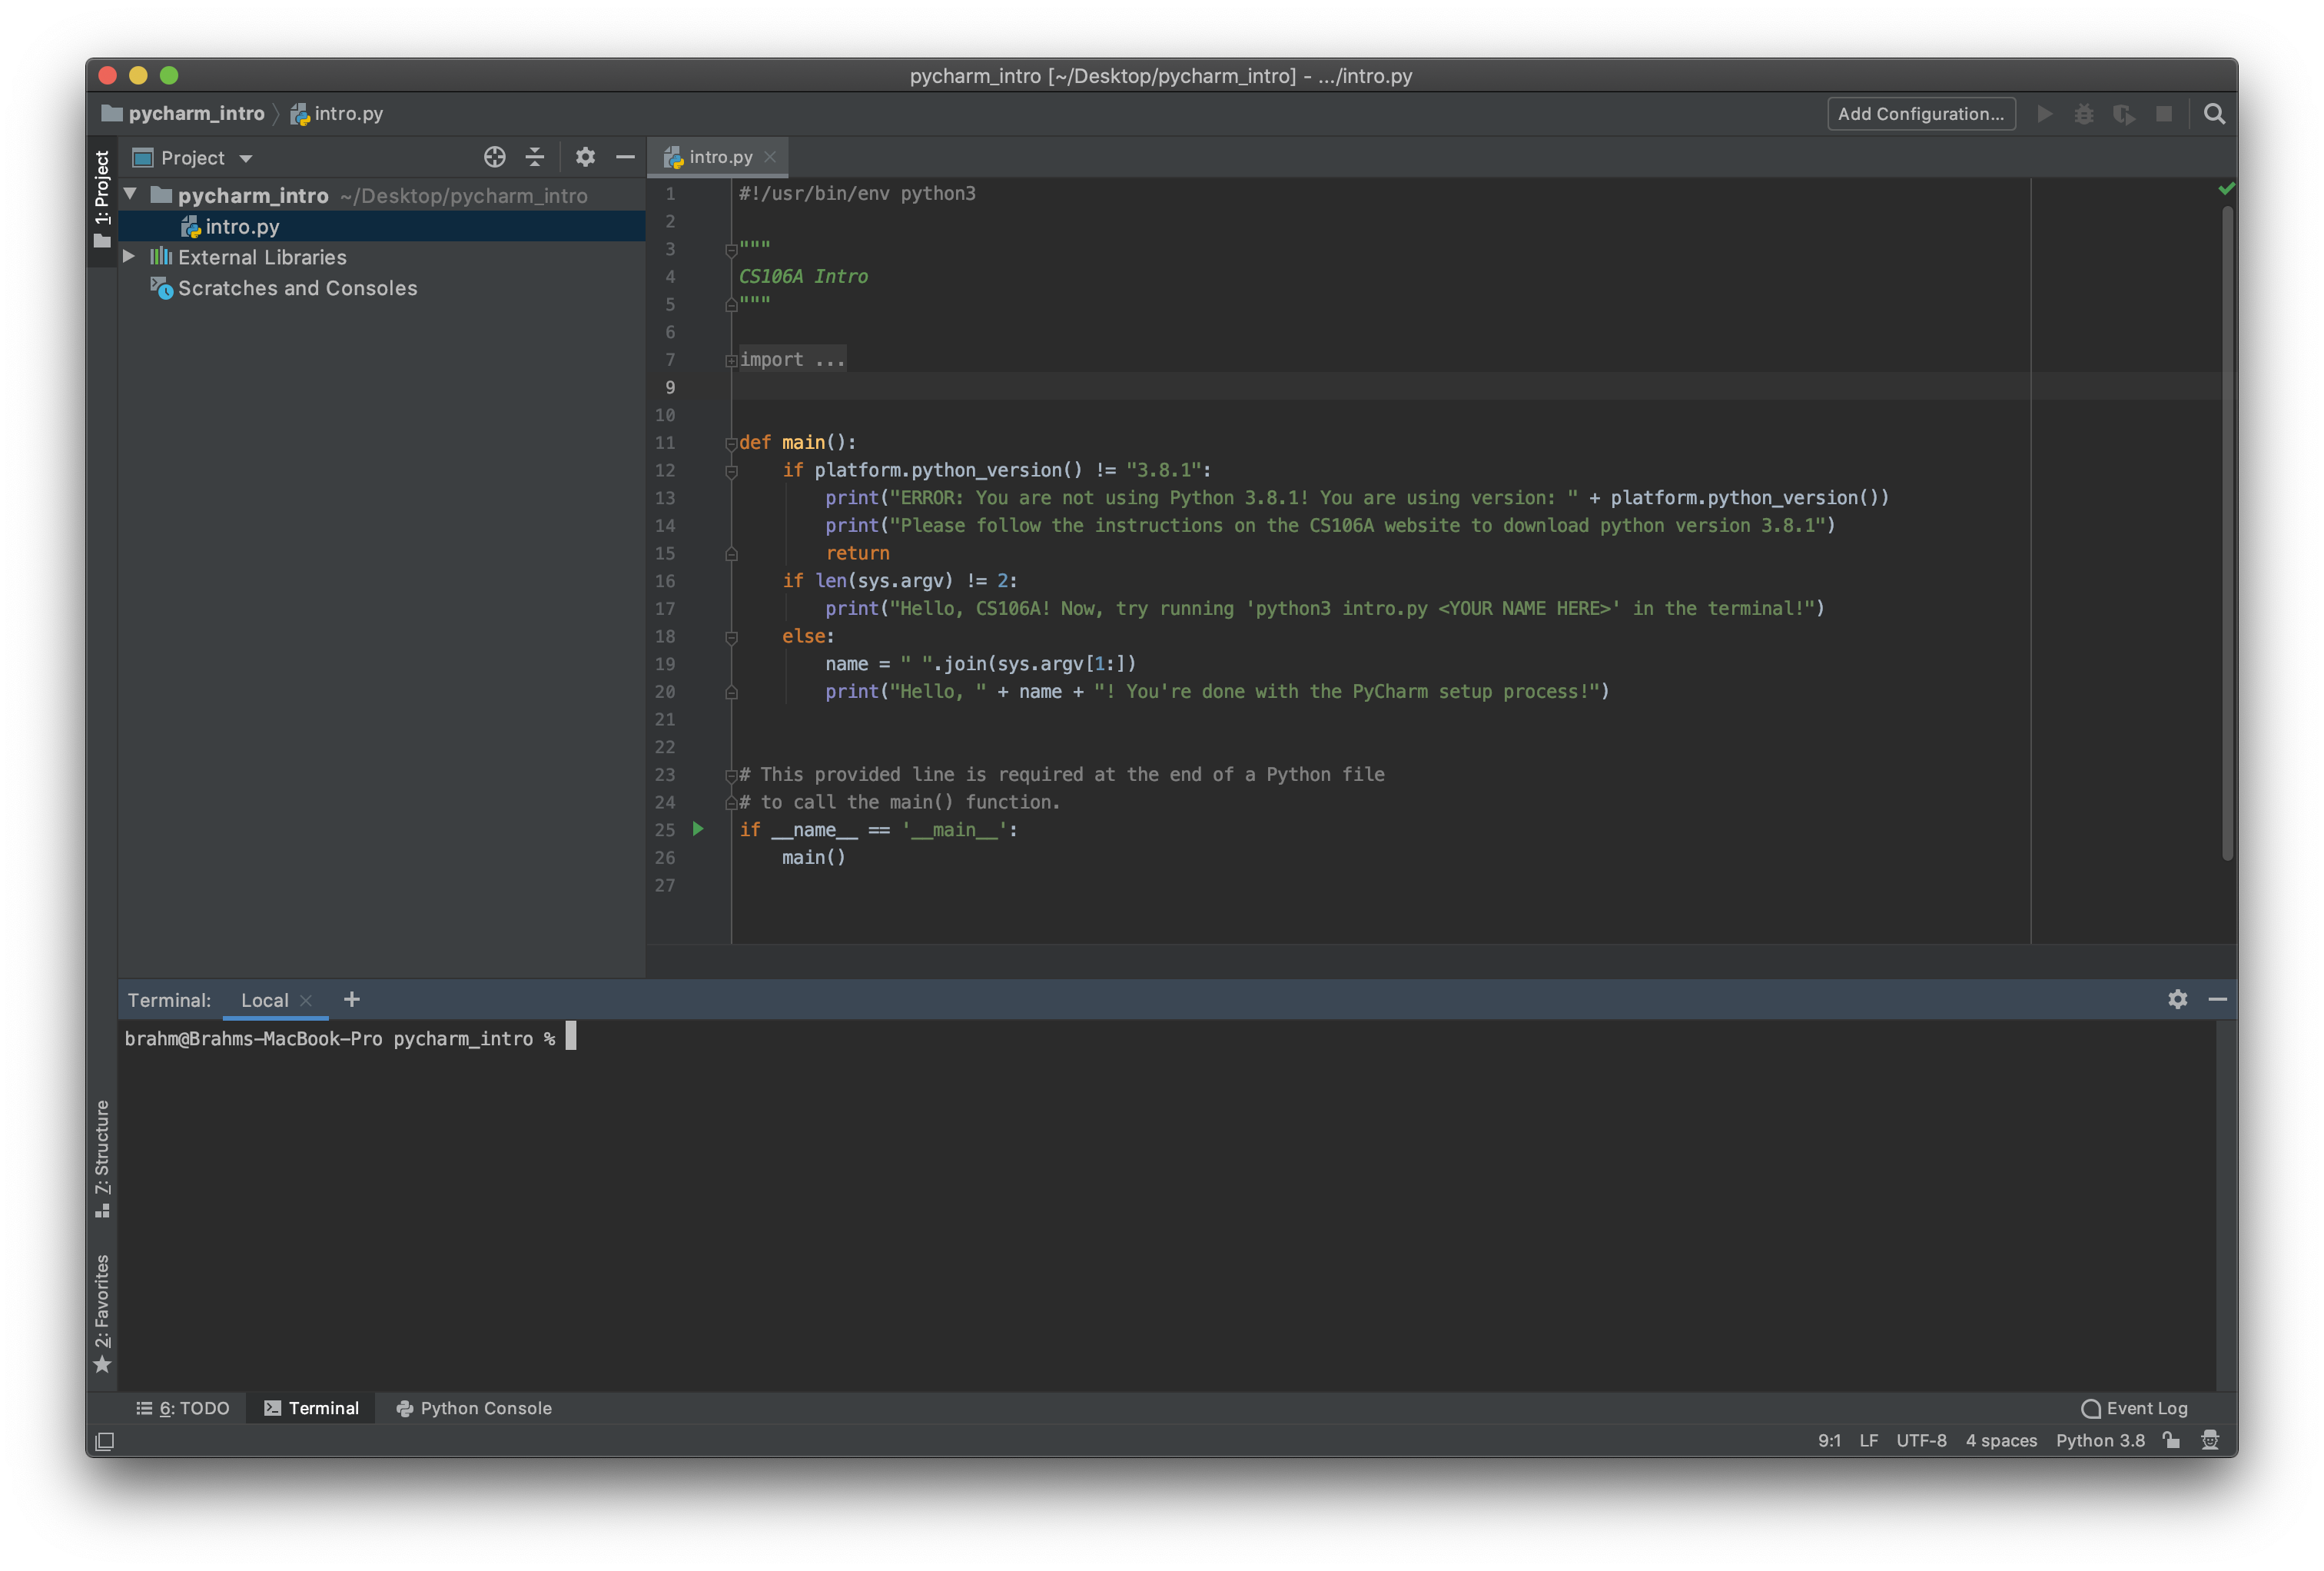 pycharm_intro [~/Desktop/pycharm_intro] - .../intro.py
pycharm_intro intro.py
Add Configuration...
1: Project
Project
intro.py
pycharm_intro ~/Desktop/pycharm_intro
intro.py
External Libraries
Scratches and Consoles
1 #!/usr/bin/env python3
2
3 """
4 CS106A Intro
5 """
6
7 import ...
9
10
11 def main():
12     if platform.python_version() != "3.8.1":
13         print("ERROR: You are not using Python 3.8.1! You are using version: " + platform.python_version())
14         print("Please follow the instructions on the CS106A website to download python version 3.8.1")
15         return
16     if len(sys.argv) != 2:
17         print("Hello, CS106A! Now, try running 'python3 intro.py <YOUR NAME HERE>' in the terminal!")
18     else:
19         name = " ".join(sys.argv[1:])
20         print("Hello, " + name + "! You're done with the PyCharm setup process!")
21
22
23 # This provided line is required at the end of a Python file
24 # to call the main() function.
25 if __name__ == '__main__':
26     main()
27
Terminal: Local +
brahm@Brahms-MacBook-Pro pycharm_intro %
Z: Structure
2: Favorites
6: TODO Terminal Python Console Event Log
9:1 LF UTF-8 4 spaces Python 3.8